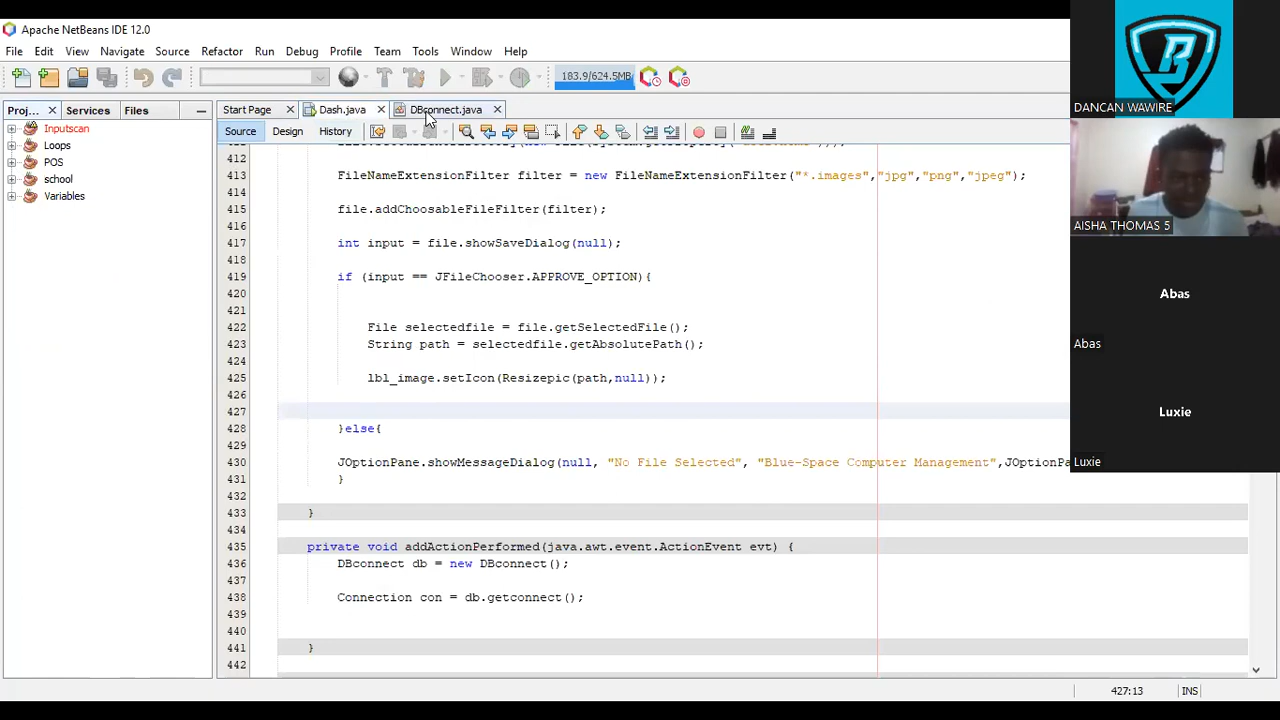 Apache NetBeans IDE 12.0
File Edit View Navigate Source Refactor Run Debug Profile Team Tools Window Help
183.9/624.5MB
Proj... Services Files
Start Page Dash.java DBconnect.java
Source Design History
Inputscan
Loops
POS
school
Variables
412
413 FileNameExtensionFilter filter = new FileNameExtensionFilter("*.images","jpg","png","jpeg");
414
415 file.addChoosableFileFilter(filter);
416
417 int input = file.showSaveDialog(null);
418
419 if (input == JFileChooser.APPROVE_OPTION){
420
421
422 File selectedfile = file.getSelectedFile();
423 String path = selectedfile.getAbsolutePath();
424
425 lbl_image.setIcon(Resizepic(path,null));
426
427
428 }else{
429
430 JOptionPane.showMessageDialog(null, "No File Selected", "Blue-Space Computer Management",JOptionPa
431 }
432
433 }
434
435 private void addActionPerformed(java.awt.event.ActionEvent evt) {
436 DBconnect db = new DBconnect();
437
438 Connection con = db.getconnect();
439
440
441 }
442
427:13 INS
DANCAN WAWIRE
AISHA THOMAS 5
Abas
Abas
Luxie
Luxie